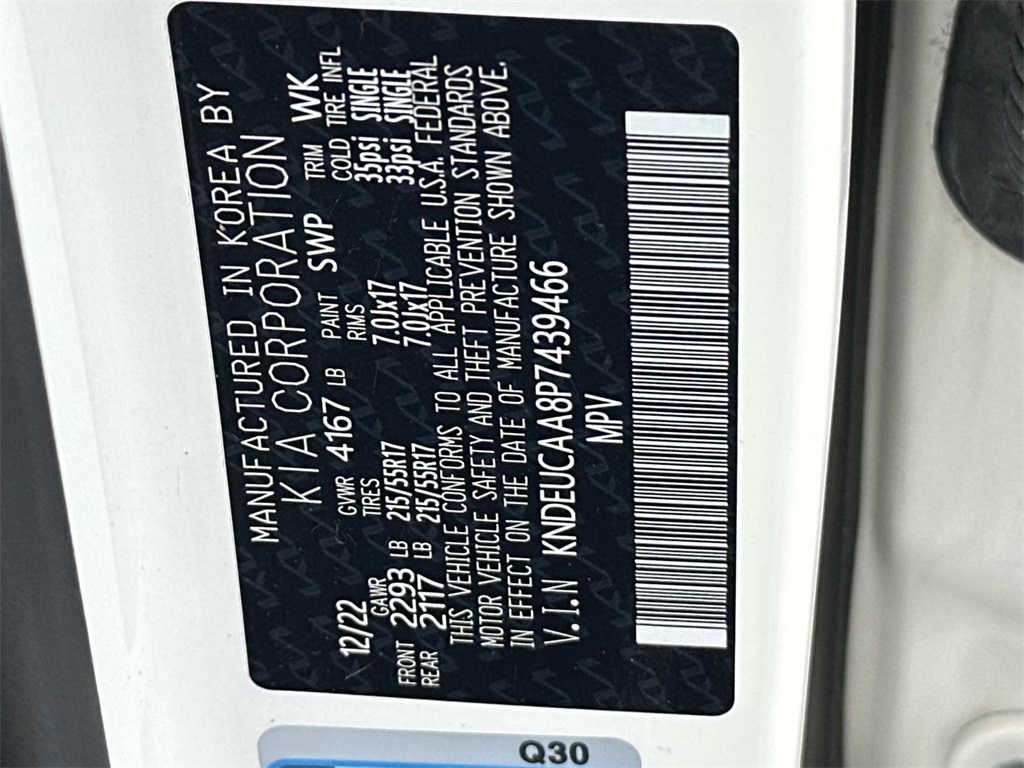 MANUFACTURED IN KOREA BY
KIA CORPORATION
12/22 GVWR 4167 LB PAINT SWP TRIM WK
GAWR TIRES RIMS COLD TIRE INFL
FRONT 2293 LB 215/55R17 7.0Jx17 35psi SINGLE
REAR 2117 LB 215/55R17 7.0Jx17 33psi SINGLE
THIS VEHICLE CONFORMS TO ALL APPLICABLE U.S.A. FEDERAL
MOTOR VEHICLE SAFETY AND THEFT PREVENTION STANDARDS
IN EFFECT ON THE DATE OF MANUFACTURE SHOWN ABOVE.
V.I.N KNDEUCAA8P7439466
MPV
Q30